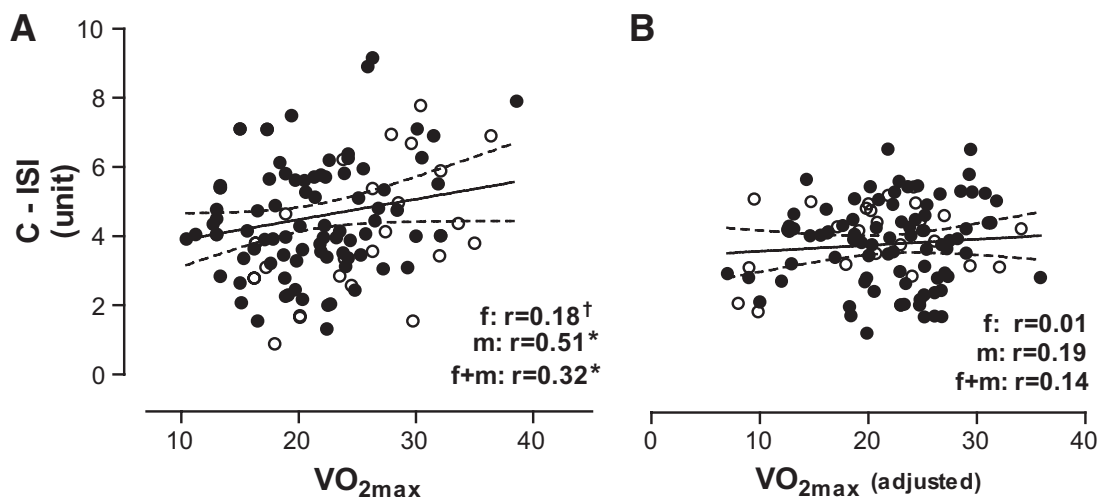 A
B
10
8
6
4
2
0
C - ISI
(unit)
f: r=0.18†
m: r=0.51*
f+m: r=0.32*
10 20 30 40
VO2max
f: r=0.01
m: r=0.19
f+m: r=0.14
0 10 20 30 40
VO2max (adjusted)